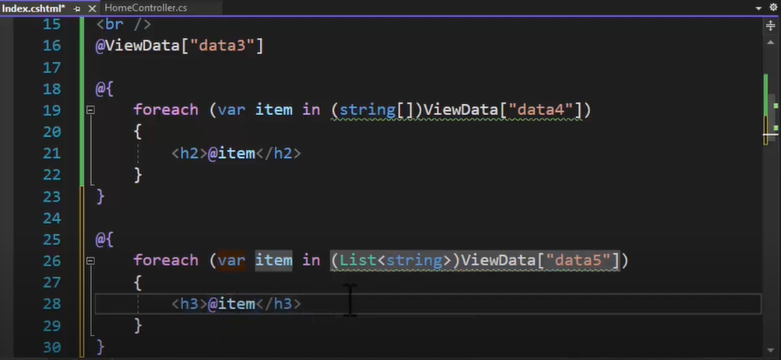 Index.cshtml* HomeController.cs
15 <br />
16 @ViewData["data3"]
17
18 @{
19 foreach (var item in (string[])ViewData["data4"])
20 {
21 <h2>@item</h2>
22 }
23 }
24
25 @{
26 foreach (var item in (List<string>)ViewData["data5"])
27 {
28 <h3>@item</h3>
29 }
30 }